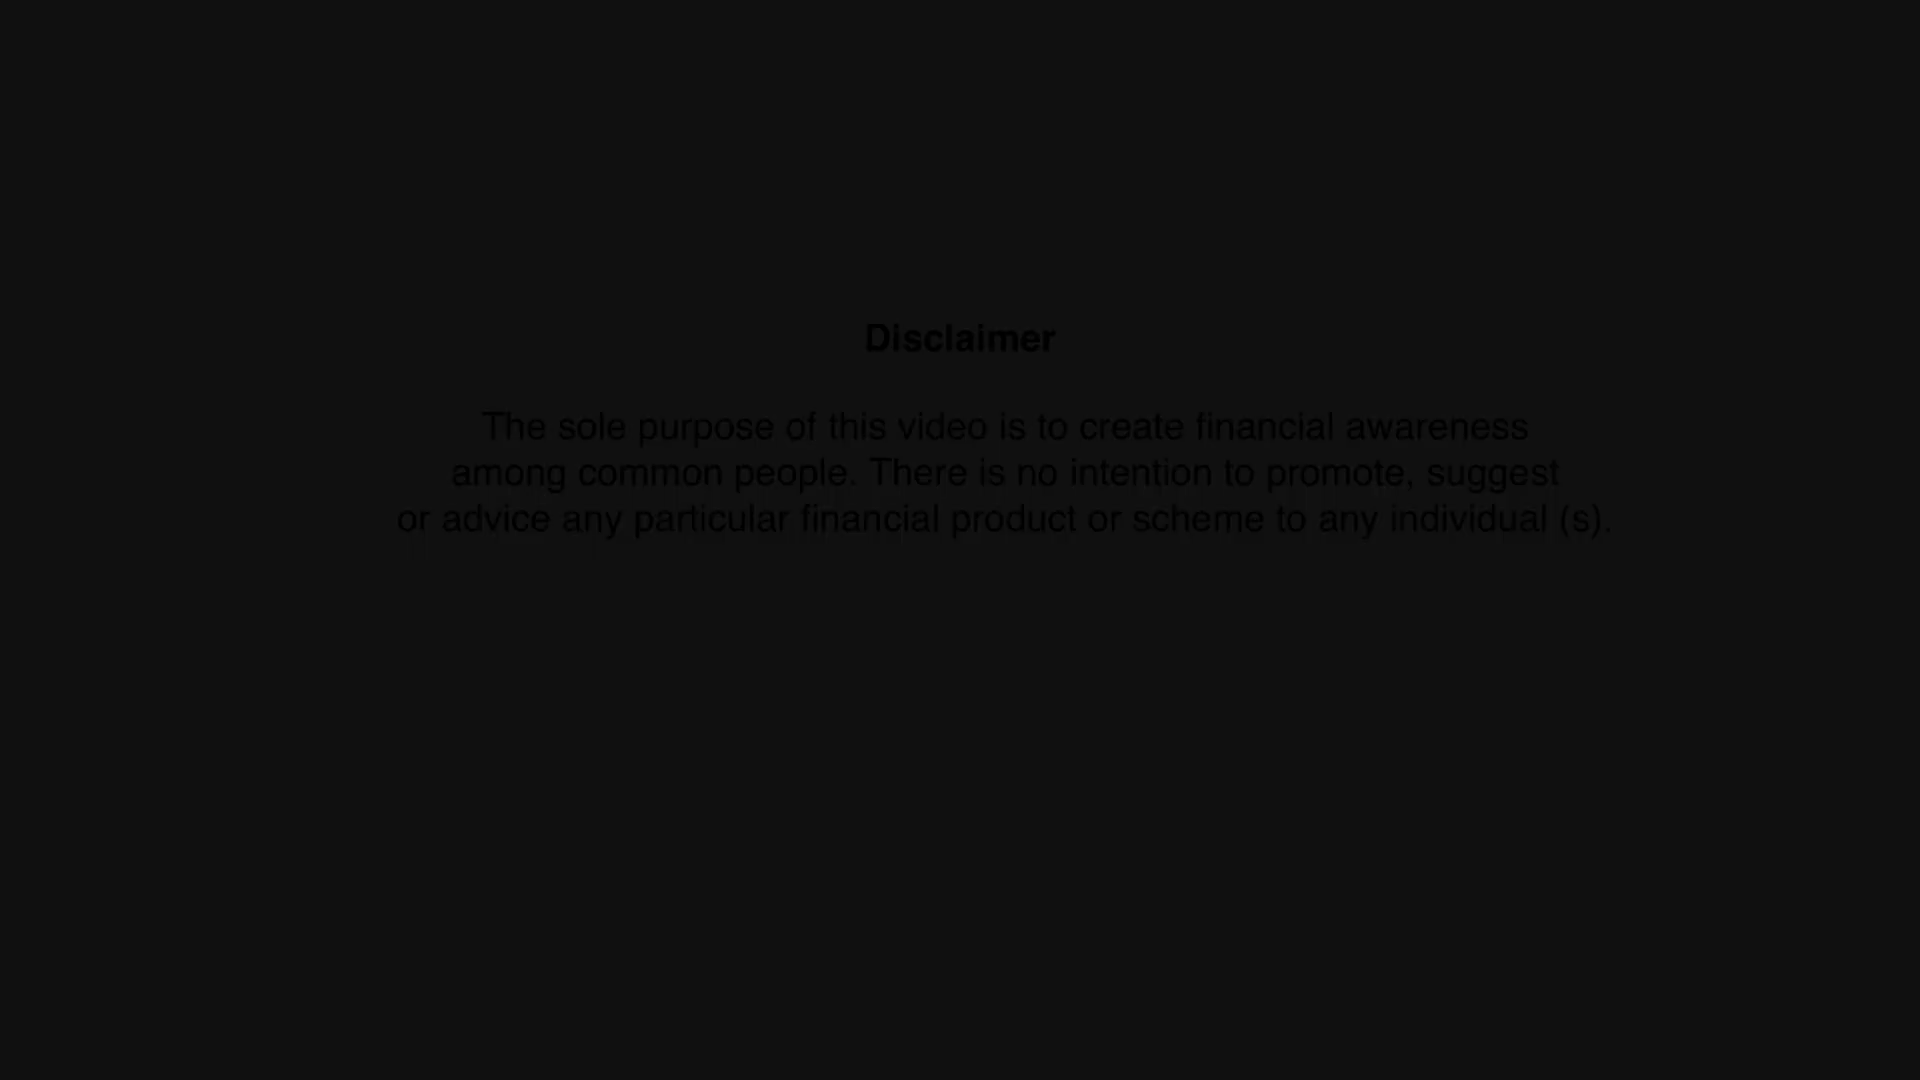 Disclaimer
The sole purpose of this video is to create financial awareness
among common people. There is no intention to promote, suggest
or advice any particular financial product or scheme to any individual (s).